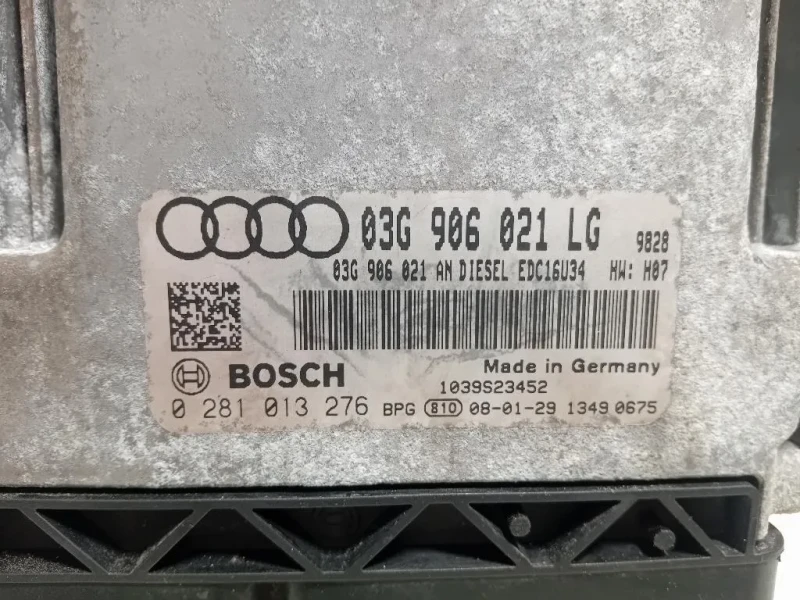 03G 906 021 LG 9828
03G 906 021 AN DIESEL EDC16U34 HW: H07
BOSCH Made in Germany
1039S23452
0 281 013 276 BPG 810 08-01-29 1349 0675